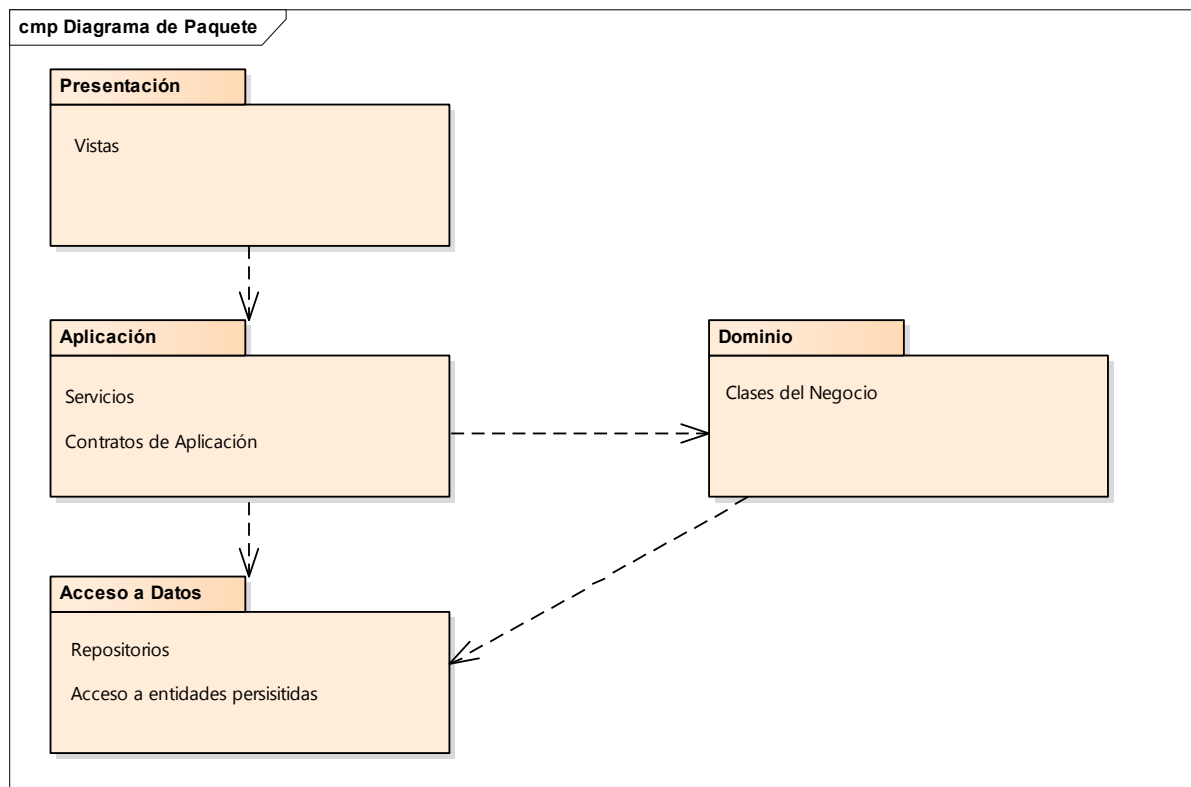 cmp Diagrama de Paquete
Presentación
Vistas
Aplicación
Servicios
Contratos de Aplicación
Dominio
Clases del Negocio
Acceso a Datos
Repositorios
Acceso a entidades persisitidas